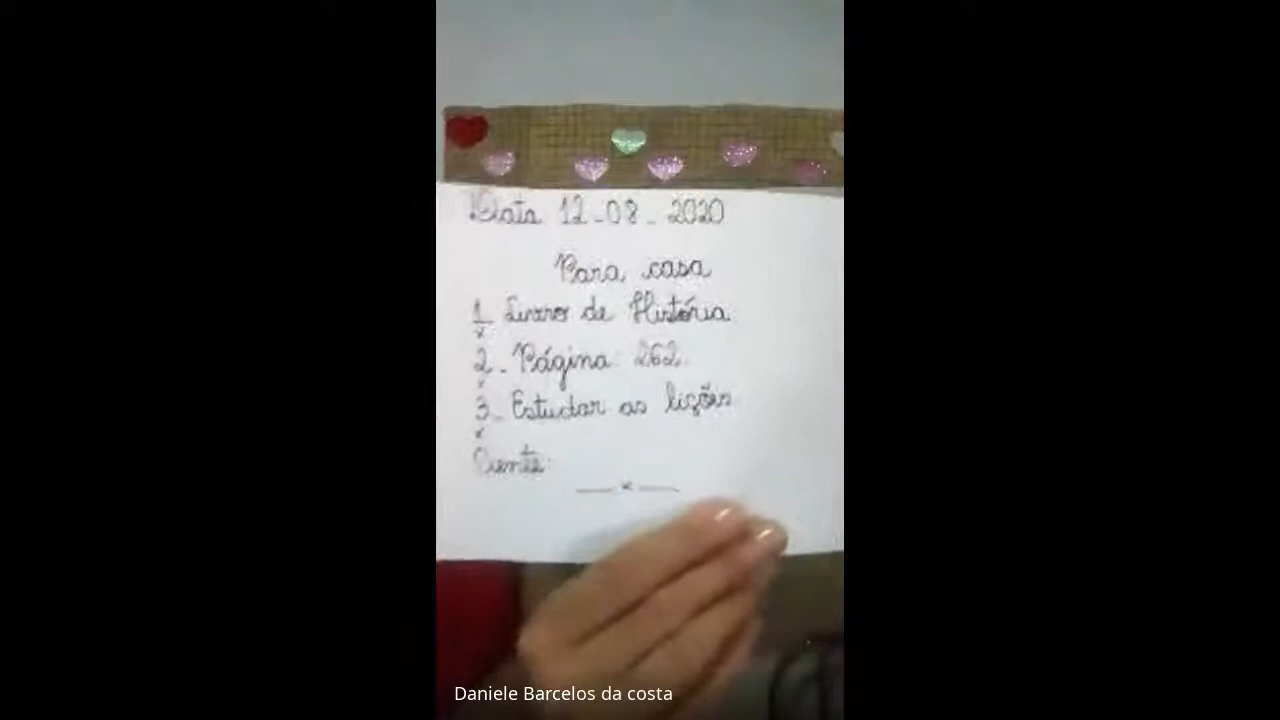 Data 12-08-2020
Para casa
1 Livro de História
2. Página: 262.
3. Estudar as lições
Ciente:
Daniele Barcelos da costa